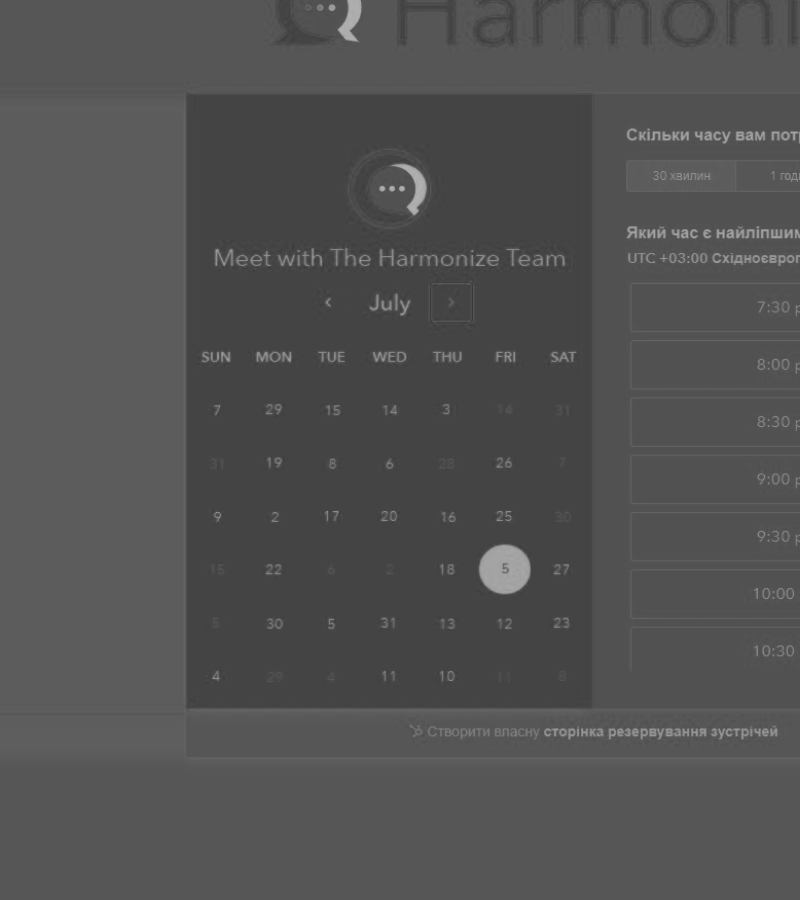 Harmoni
Meet with The Harmonize Team
‹ July ›
SUN MON TUE WED THU FRI SAT
7 29 15 14 3 14 31
31 19 8 6 28 26 7
9 2 17 20 16 25 30
15 22 6 2 18 5 27
5 30 5 31 13 12 23
4 29 4 11 10 11 8
Скільки часу вам пот
30 хвилин 1 год
Який час є найліпшим
UTC +03:00 Східноєвроп
7:30 p
8:00 p
8:30 p
9:00 p
9:30 p
10:00
10:30
Створити власну сторінка резервування зустрічей